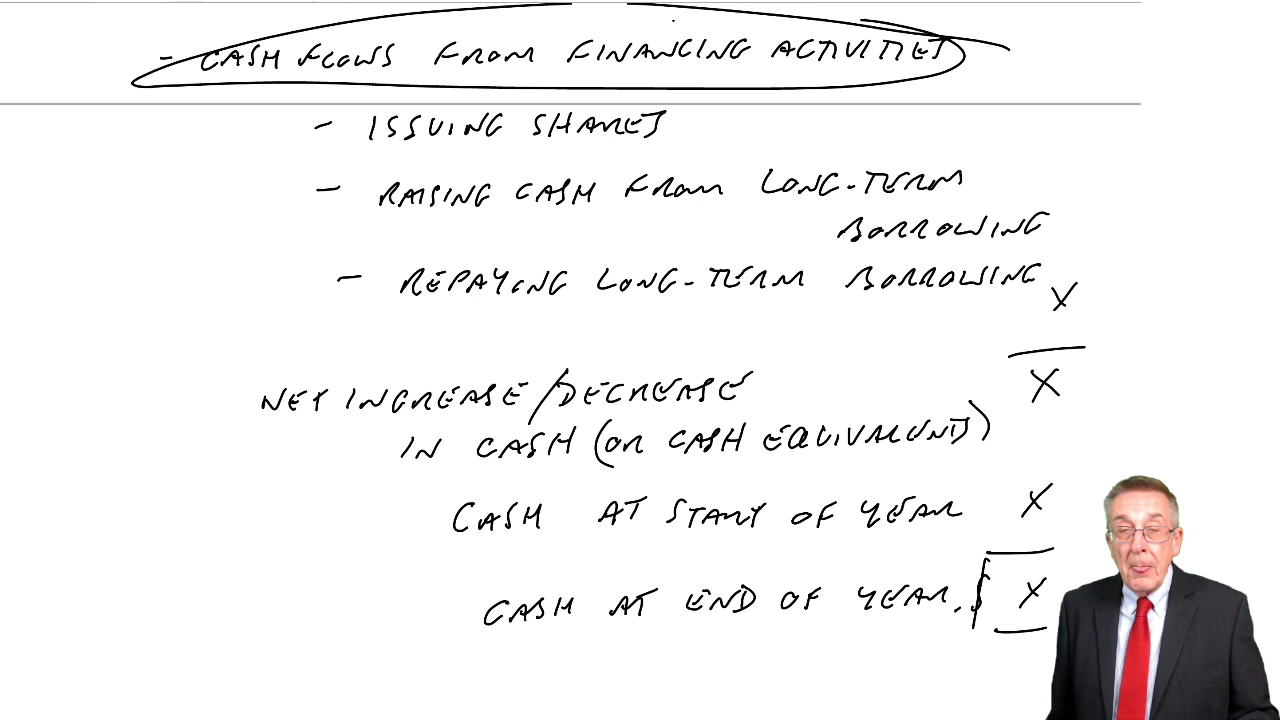 - CASH FLOWS FROM FINANCING ACTIVITIES
- ISSUING SHARES
- RAISING CASH FROM LONG-TERM
BORROWING
- REPAYING LONG-TERM BORROWING
X
NET INCREASE/DECREASE X
IN CASH (OR CASH EQUIVALENTS)
CASH AT START OF YEAR X
CASH AT END OF YEAR. $ X